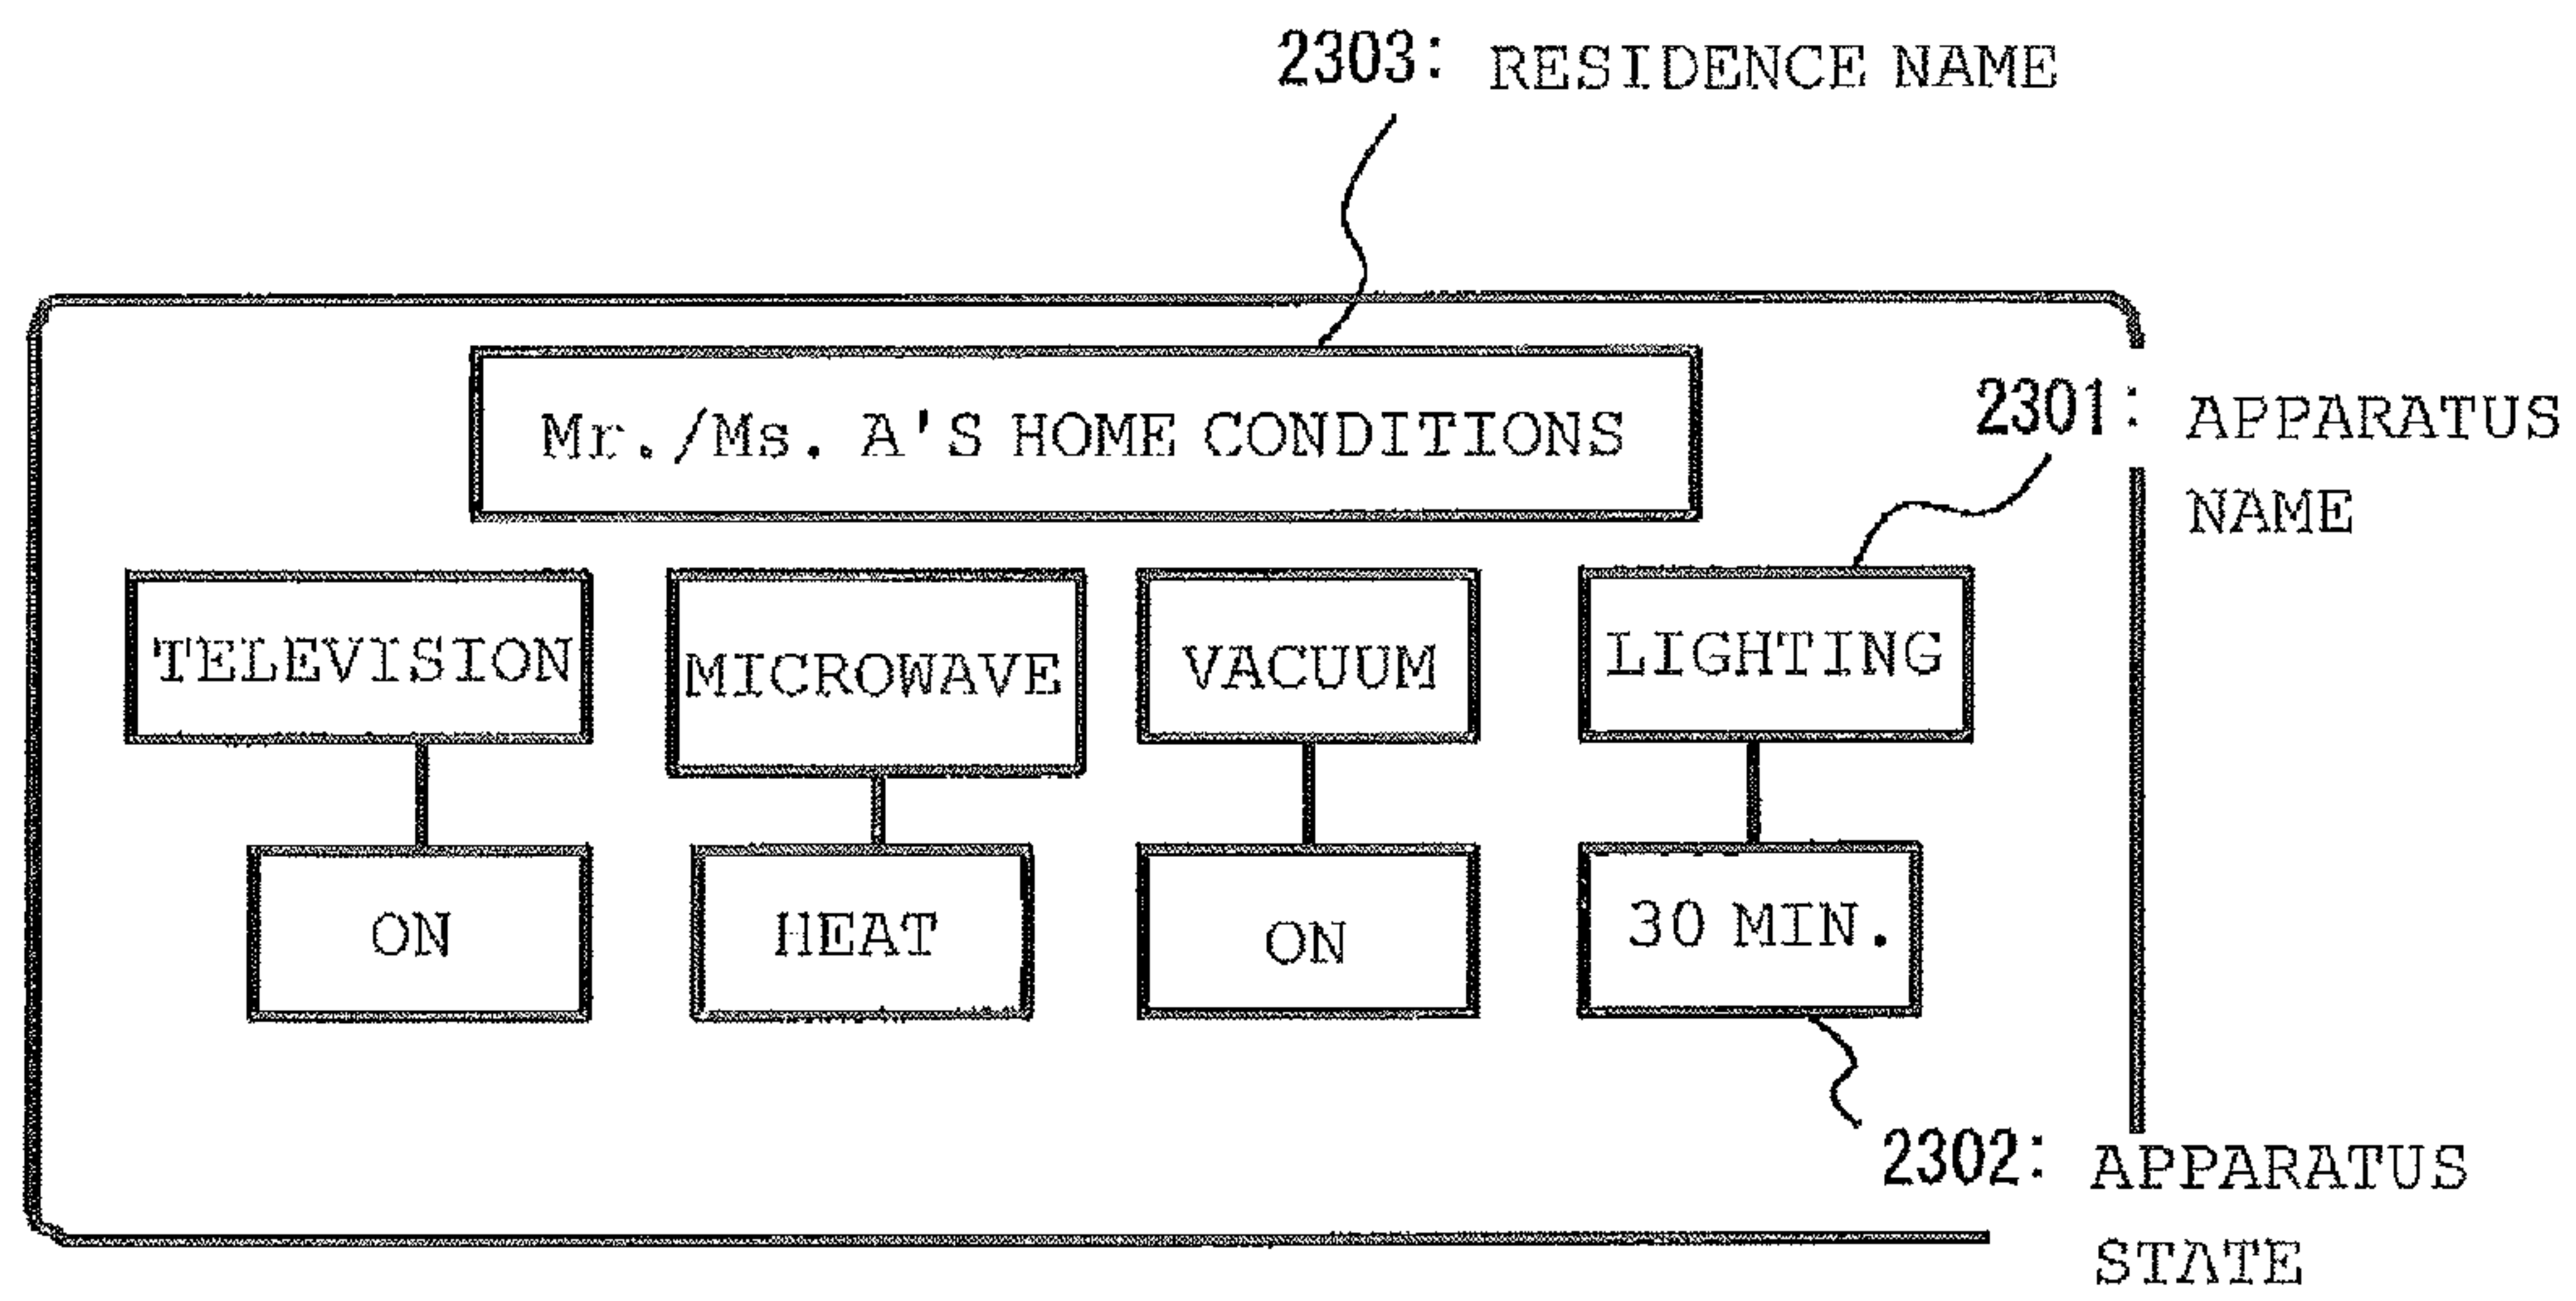 2303: RESIDENCE NAME
Mr./Ms. A'S HOME CONDITIONS
2301: APPARATUS
NAME
TELEVISION
MICROWAVE
VACUUM
LIGHTING
ON
HEAT
ON
30 MIN.
2302: APPARATUS
STATE